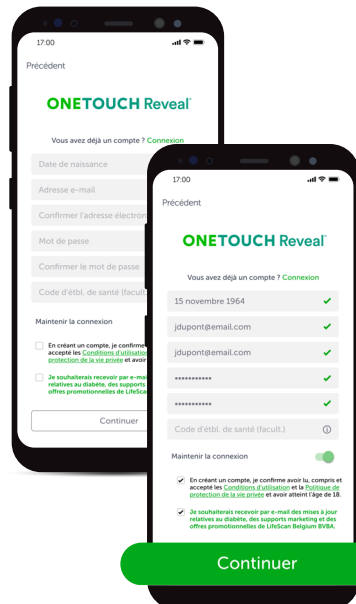 17:00
Précédent
ONETOUCH Reveal®
Vous avez déjà un compte ? Connexion
Date de naissance
Adresse e-mail
Confirmer l'adresse électron
Mot de passe
Confirmer le mot de passe
Code d'étbl. de santé (facult.
Maintenir la connexion
En créant un compte, je confirme
accepté les Conditions d'utilisation
protection de la vie privée et avoir
Je souhaiterais recevoir par e-mai
relatives au diabète, des supports
offres promotionnelles de LifeSca
Continuer
17:00
Précédent
ONETOUCH Reveal®
Vous avez déjà un compte ? Connexion
15 novembre 1964
jdupont@email.com
jdupont@email.com
•••••••••••
•••••••••••
Code d'étbl. de santé (facult.)
Maintenir la connexion
En créant un compte, je confirme avoir lu, compris et
accepté les Conditions d'utilisation et la Politique de
protection de la vie privée et avoir atteint l'âge de 18.
Je souhaiterais recevoir par e-mail des mises à jour
relatives au diabète, des supports marketing et des
offres promotionnelles de LifeScan Belgium BVBA.
Continuer